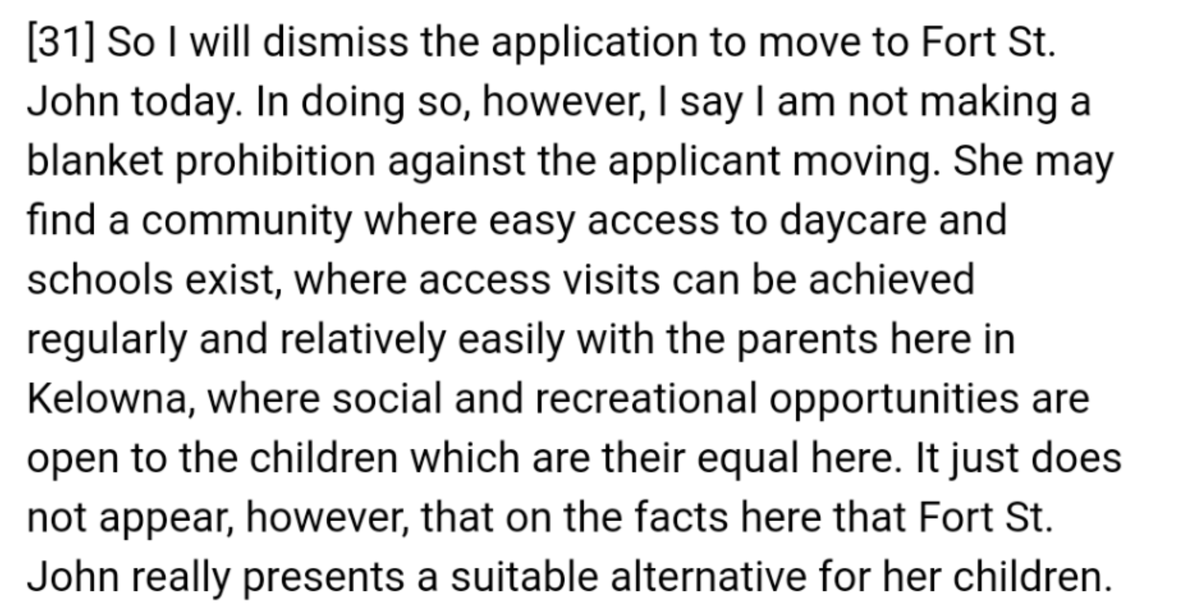 [31] So I will dismiss the application to move to Fort St.
John today. In doing so, however, I say I am not making a
blanket prohibition against the applicant moving. She may
find a community where easy access to daycare and
schools exist, where access visits can be achieved
regularly and relatively easily with the parents here in
Kelowna, where social and recreational opportunities are
open to the children which are their equal here. It just does
not appear, however, that on the facts here that Fort St.
John really presents a suitable alternative for her children.